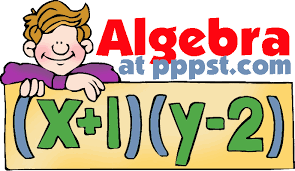 Algebra
at pppst.com
(x+1)(y-2)